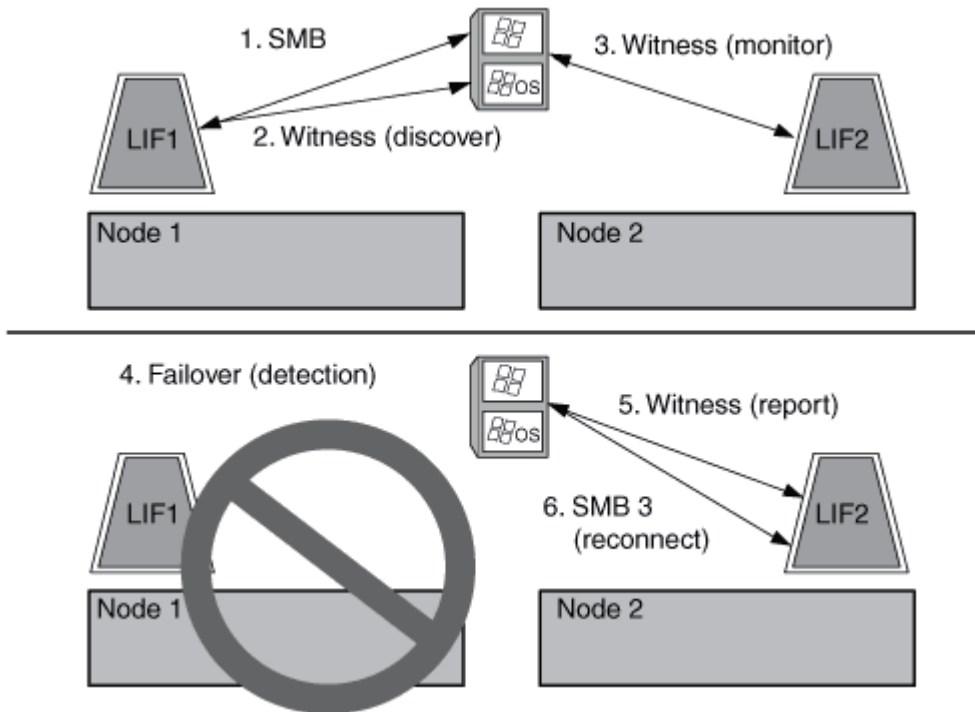 1. SMB
3. Witness (monitor)
OS
LIF1
2. Witness (discover)
LIF2
Node 1
Node 2
4. Failover (detection)
5. Witness (report)
OS
LIF1
6. SMB 3
(reconnect)
LIF2
Node 1
Node 2